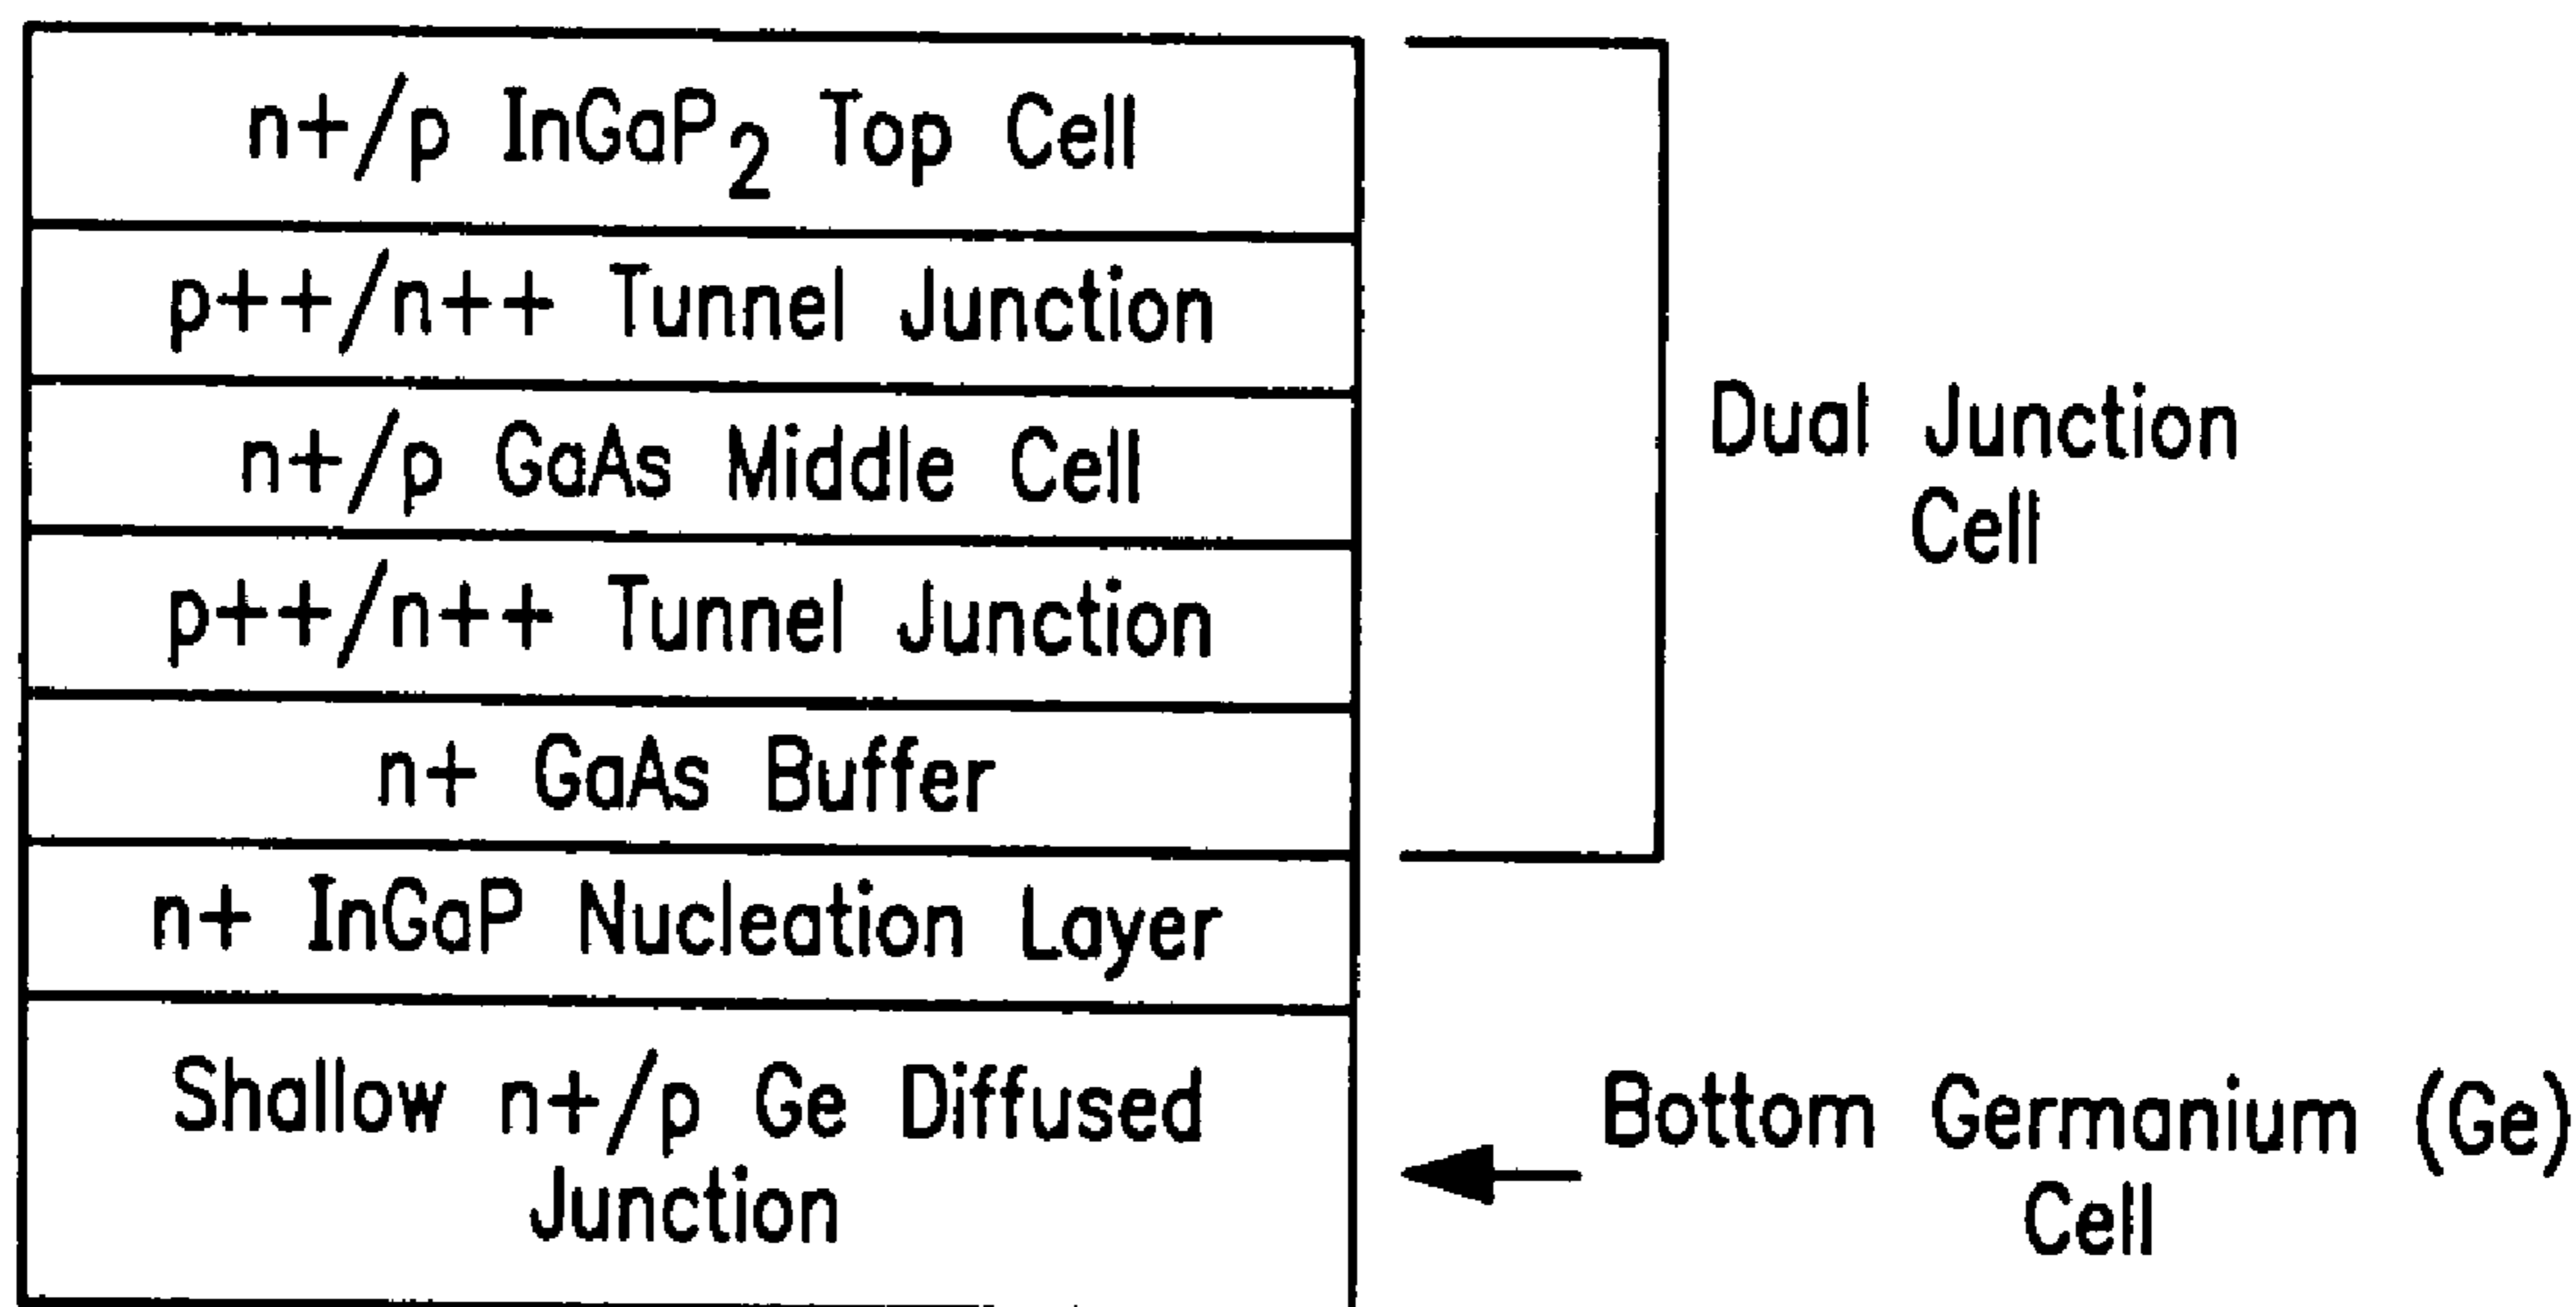 n+/p InGaP₂ Top Cell
p++/n++ Tunnel Junction
n+/p GaAs Middle Cell
p++/n++ Tunnel Junction
n+ GaAs Buffer
n+ InGaP Nucleation Layer
Shallow n+/p Ge Diffused
Junction
Dual Junction
Cell
Bottom Germanium (Ge)
Cell